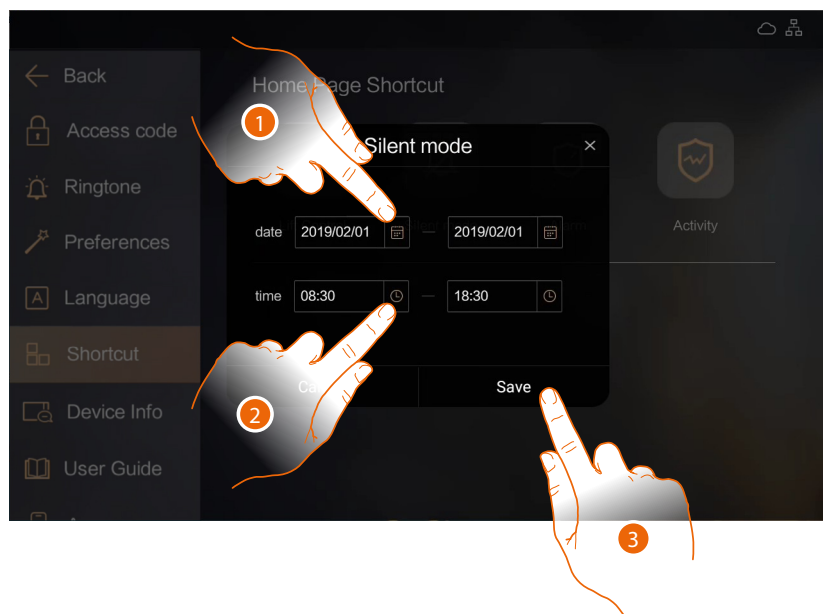 Back
Access code
Ringtone
Preferences
Language
Shortcut
Device Info
User Guide
Home Page Shortcut
1
Silent mode
×
Activity
date 2019/02/01 — 2019/02/01
time 08:30 — 18:30
Save
2
3